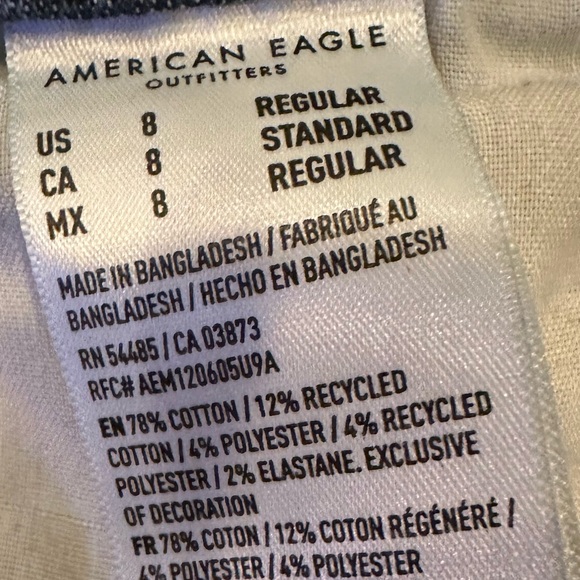 AMERICAN EAGLE
OUTFITTERS
US 8 REGULAR
CA 8 STANDARD
MX 8 REGULAR
MADE IN BANGLADESH / FABRIQUÉ AU
BANGLADESH / HECHO EN BANGLADESH
RN 54485 / CA 03873
RFC# AEM120605U9A
EN 78% COTTON / 12% RECYCLED
COTTON / 4% POLYESTER / 4% RECYCLED
POLYESTER / 2% ELASTANE. EXCLUSIVE
OF DECORATION
FR 78% COTON / 12% COTON RÉGÉNÉRÉ /
4% POLYESTER / 4% POLYESTER